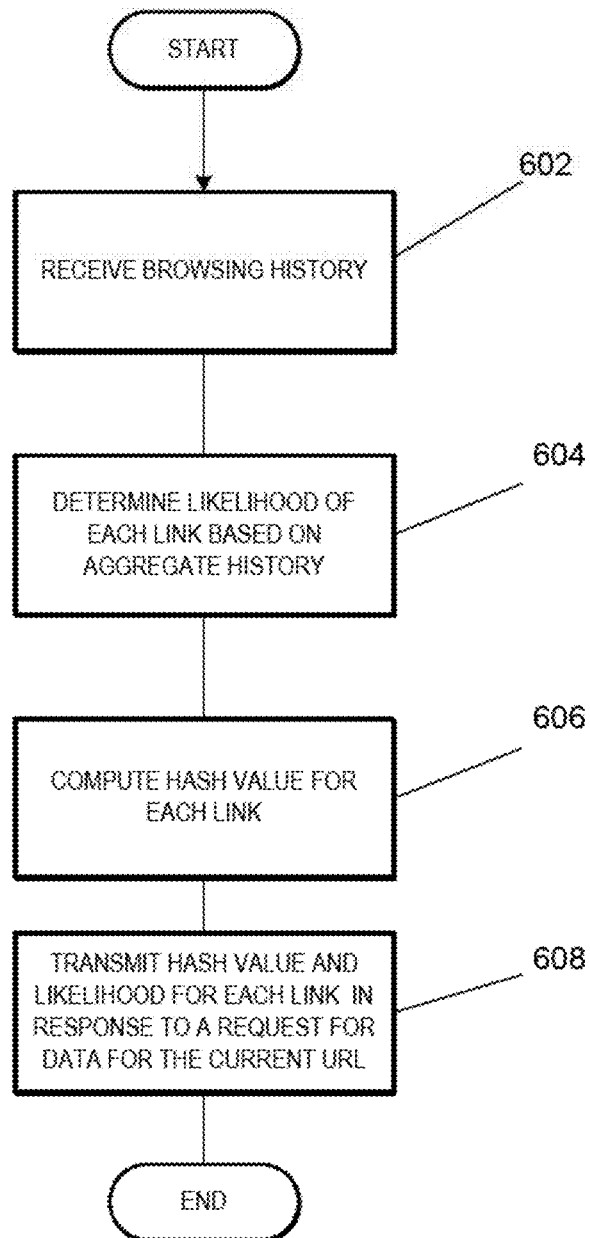 START
602
RECEIVE BROWSING HISTORY
604
DETERMINE LIKELIHOOD OF
EACH LINK BASED ON
AGGREGATE HISTORY
606
COMPUTE HASH VALUE FOR
EACH LINK
608
TRANSMIT HASH VALUE AND
LIKELIHOOD FOR EACH LINK IN
RESPONSE TO A REQUEST FOR
DATA FOR THE CURRENT URL
END